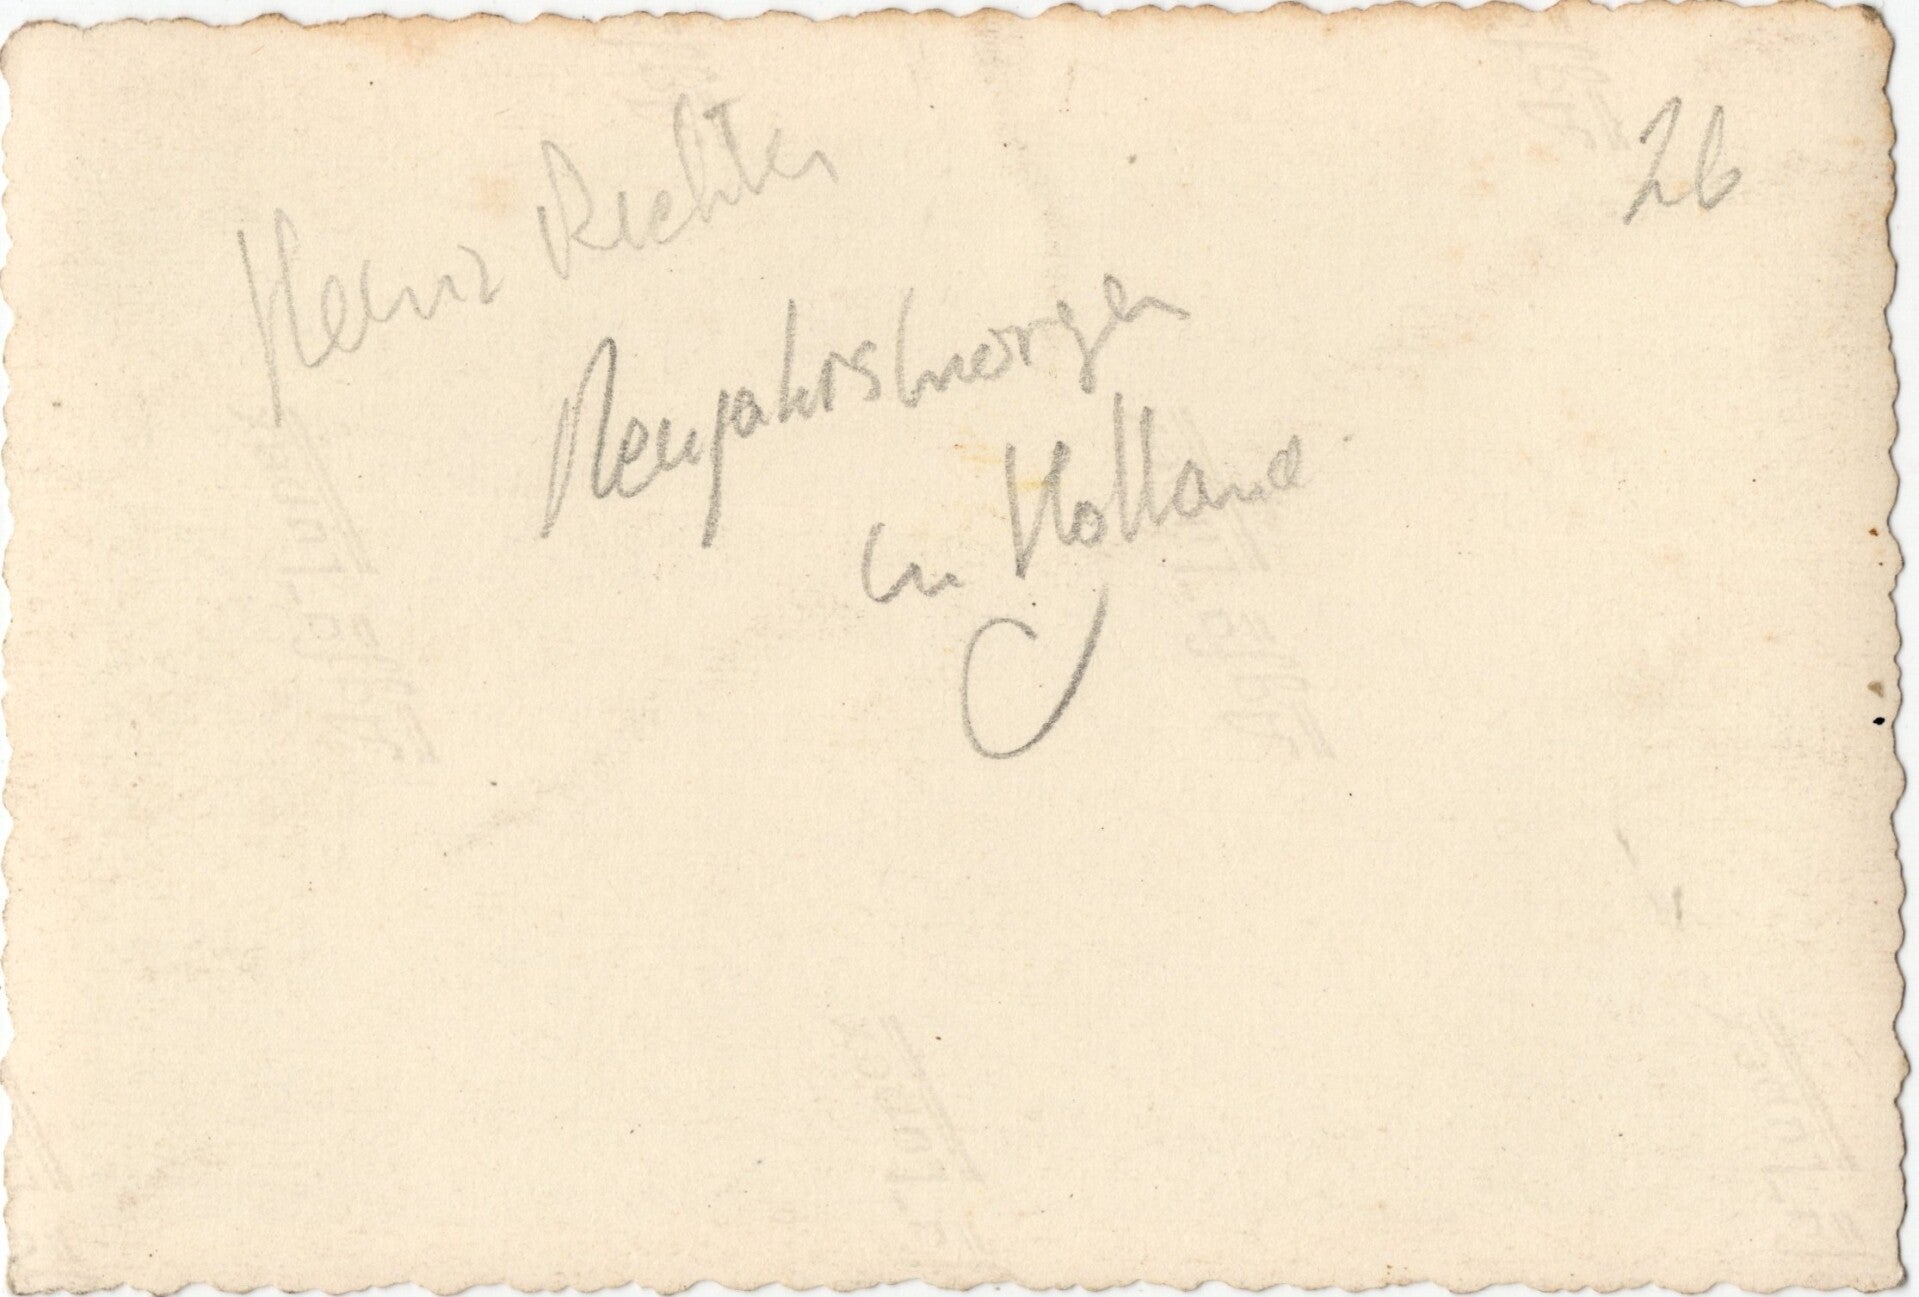 Heinz Richter
26
Neujahrsmorgen
in Holland